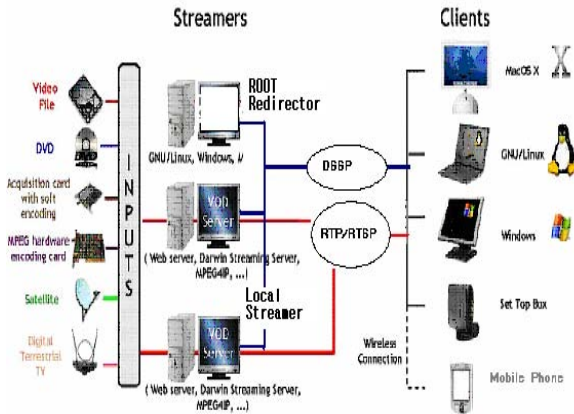 Streamers
Clients
Video
File
DVD
DVD
Acquisition card
with soft
encoding
MPEG hardware
encoding card
Satellite
Digital
Terrestrial
TV
INPUTS
ROOT
Redirector
GNU/Linux, Windows,
VOD
Server
( Web server, Darwin Streaming Server,
MPEG4IP, ...)
Local
Streamer
VOD
Server
( Web server, Darwin Streaming Server,
MPEG4IP, ...)
DSSP
RTP/RTSP
Wireless
Connection
MacOS X
X
GNU/Linux
Windows
Set Top Box
Mobile Phone